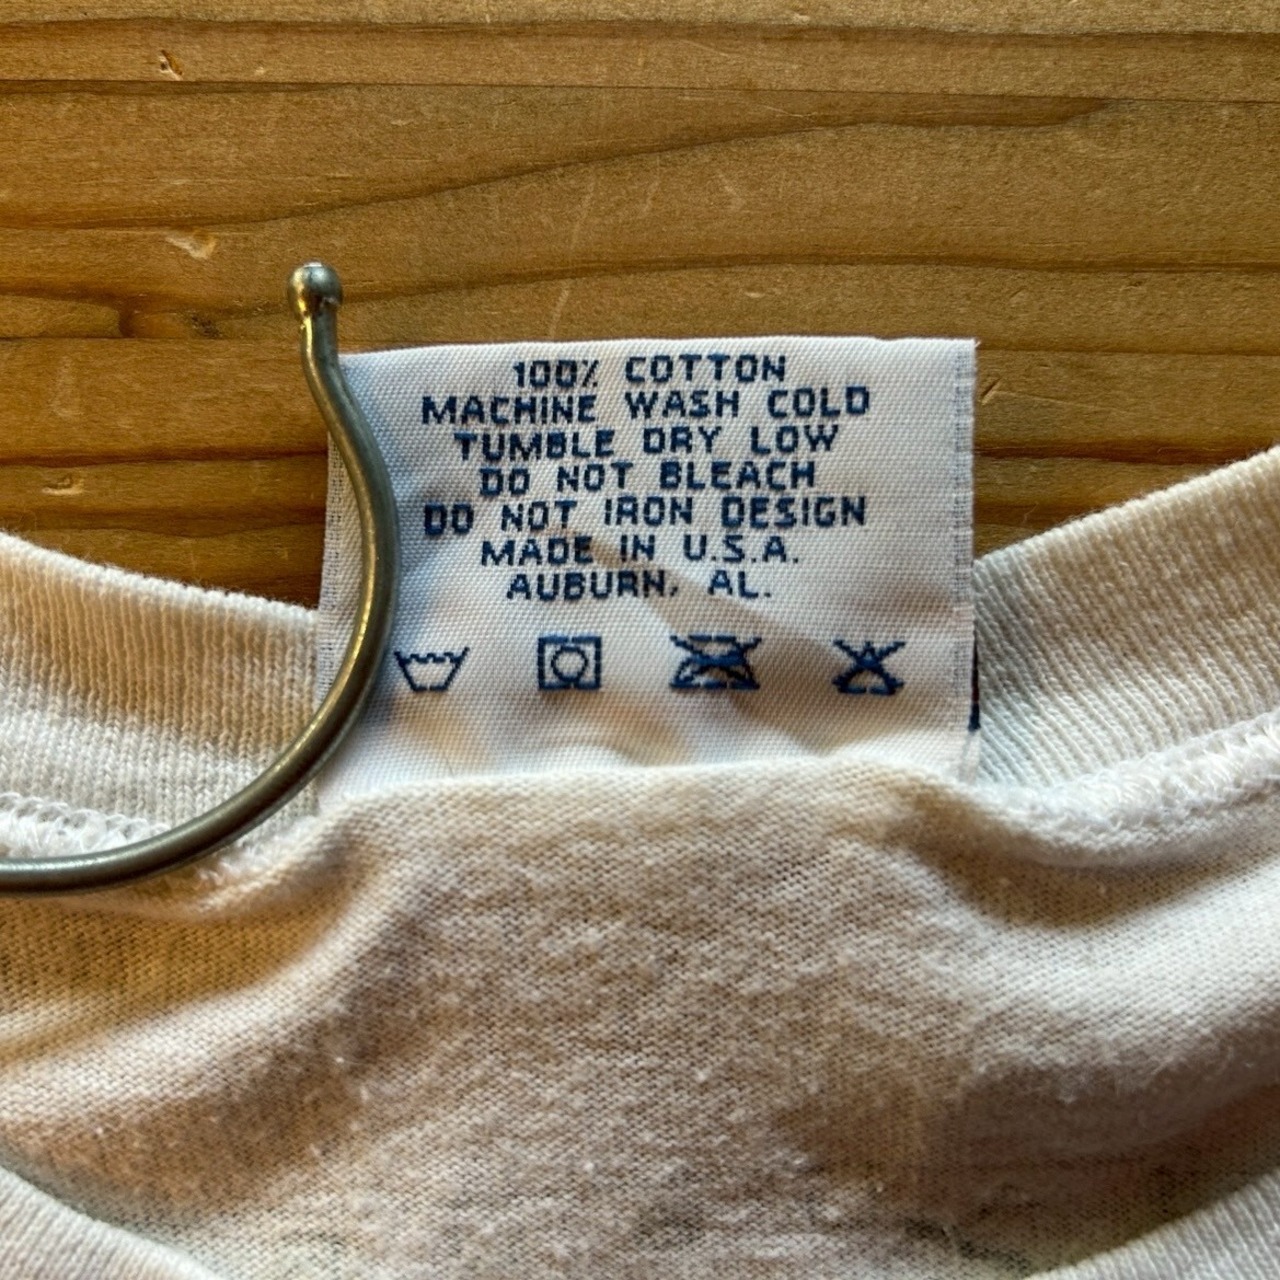 100% COTTON
MACHINE WASH COLD
TUMBLE DRY LOW
DO NOT BLEACH
DO NOT IRON DESIGN
MADE IN U.S.A.
AUBURN, AL.